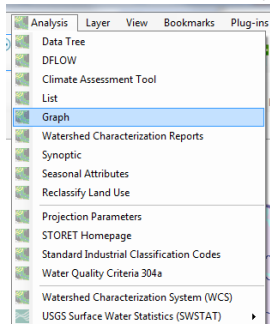 Analysis Layer View Bookmarks Plug-ins
Data Tree
DFLOW
Climate Assessment Tool
List
Graph
Watershed Characterization Reports
Synoptic
Seasonal Attributes
Reclassify Land Use
Projection Parameters
STORET Homepage
Standard Industrial Classification Codes
Water Quality Criteria 304a
Watershed Characterization System (WCS)
USGS Surface Water Statistics (SWSTAT)